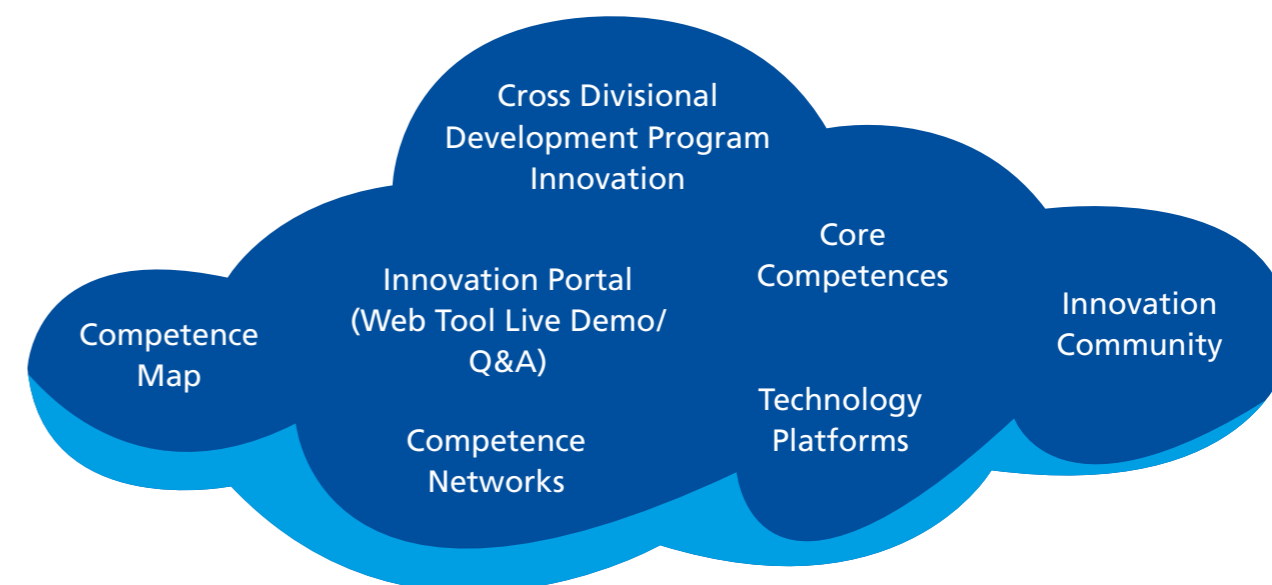 Cross Divisional
Development Program
Innovation
Core
Competences
Innovation Portal
(Web Tool Live Demo/
Q&A)
Innovation
Community
Competence
Map
Technology
Platforms
Competence
Networks